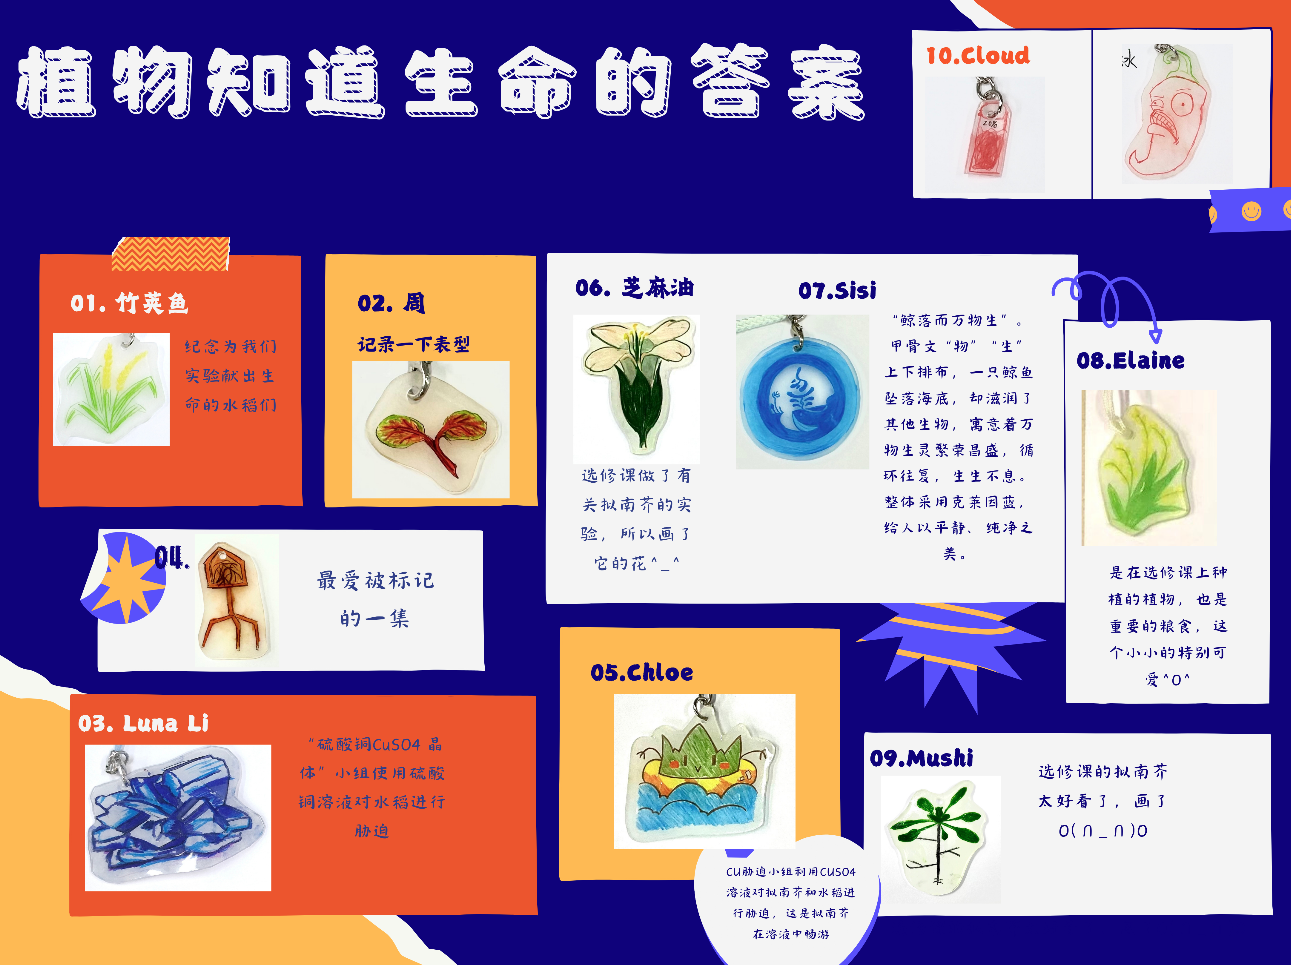 植物知道生命的答案
10.Cloud
冰
01. 竹荚鱼
纪念为我们
实验献出生
命的水稻们
02. 周
记录一下表型
06. 芝麻油
选修课做了有
关拟南芥的实
验，所以画了
它的花^_^
07.Sisi
“鲸落而万物生”。
甲骨文“物”“生”
上下排布，一只鲸鱼
坠落海底，却滋润了
其他生物，寓意着万
物生灵繁荣昌盛，循
环往复，生生不息。
整体采用克莱因蓝，
给人以平静、纯净之
美。
08.Elaine
是在选修课上种
植的植物，也是
重要的粮食，这
个小小的特别可
爱^O^
04.
最爱被标记
的一集
03. Luna Li
“硫酸铜CuSO4 晶
体”小组使用硫酸
铜溶液对水稻进行
胁迫
05.Chloe
CU胁迫小组利用CUSO4
溶液对拟南芥和水稻进
行胁迫，这是拟南芥
在溶液中畅游
09.Mushi
选修课的拟南芥
太好看了，画了
O(∩_∩)O